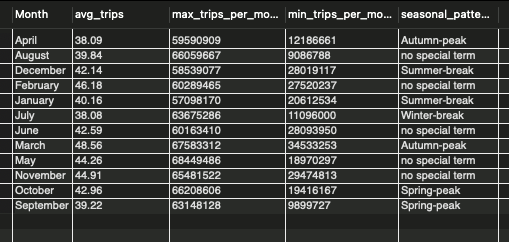 Month avg_trips max_trips_per_mo... min_trips_per_mo... seasonal_patte...
April 38.09 59590909 12186661 Autumn-peak
August 39.84 66059667 9086788 no special term
December 42.14 58539077 28019117 Summer-break
February 46.18 60289465 27520237 no special term
January 40.16 57098170 20612534 Summer-break
July 38.08 63675286 11096000 Winter-break
June 42.59 60163410 28093950 no special term
March 48.56 67583312 34533253 Autumn-peak
May 44.26 68449486 18970297 no special term
November 44.91 65481522 29474813 no special term
October 42.96 66208606 19416167 Spring-peak
September 39.22 63148128 9899727 Spring-peak